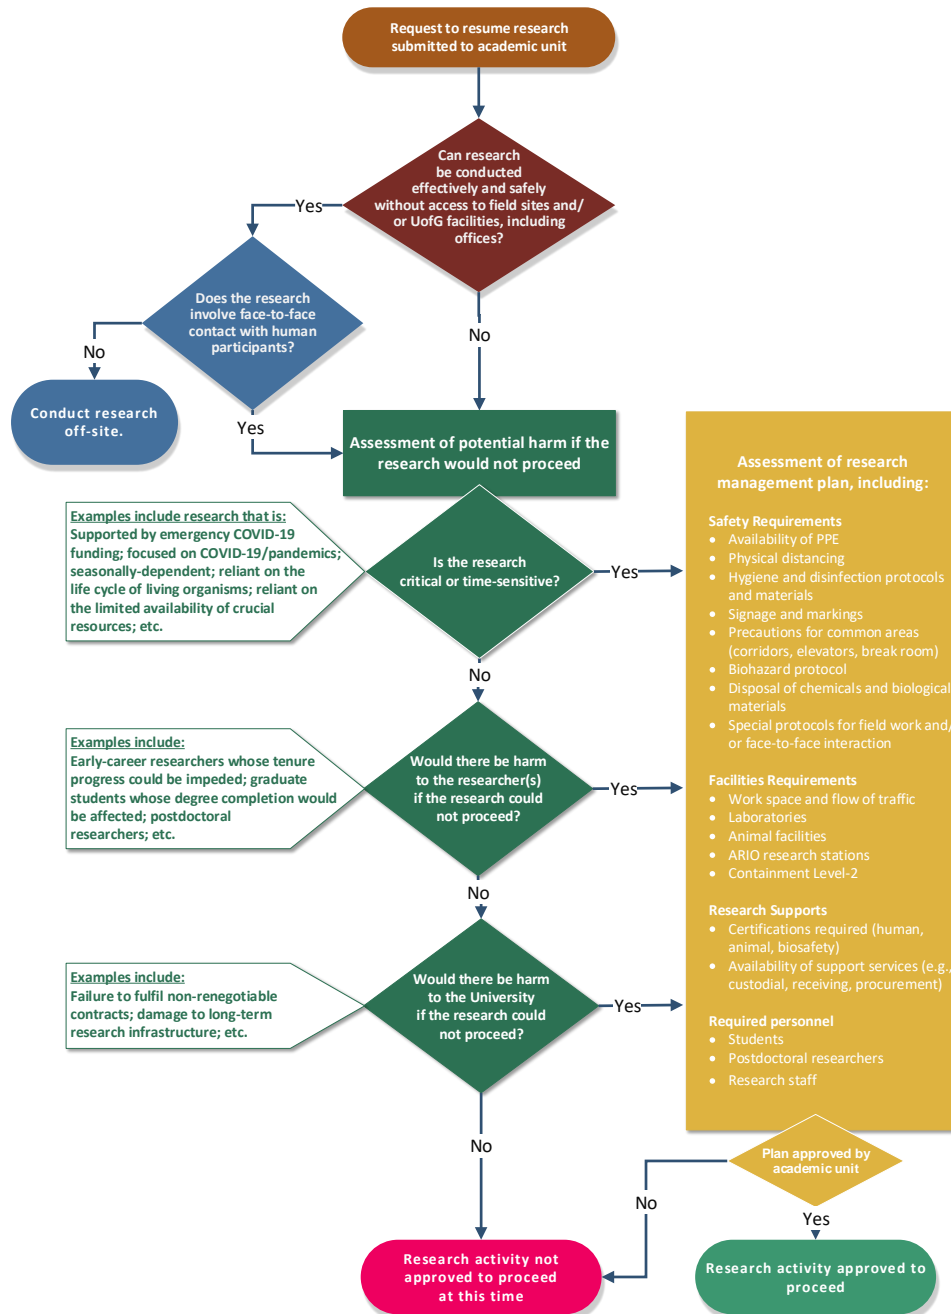 Request to resume research
submitted to academic unit
Can research
be conducted
effectively and safely
without access to field sites and/
or UofG facilities, including
offices?
Yes
No
Does the research
involve face-to-face
contact with human
participants?
No
Yes
Conduct research
off-site.
Assessment of potential harm if the
research would not proceed
Examples include research that is:
Supported by emergency COVID-19
funding; focused on COVID-19/pandemics;
seasonally-dependent; reliant on the
life cycle of living organisms; reliant on
the limited availability of crucial
resources; etc.
Is the research
critical or time-sensitive?
Yes
No
Examples include:
Early-career researchers whose tenure
progress could be impeded; graduate
students whose degree completion would
be affected; postdoctoral
researchers; etc.
Would there be harm
to the researcher(s)
if the research could
not proceed?
Yes
No
Examples include:
Failure to fulfil non-renegotiable
contracts; damage to long-term
research infrastructure; etc.
Would there be harm
to the University
if the research could
not proceed?
Yes
No
Assessment of research
management plan, including:
Safety Requirements
• Availability of PPE
• Physical distancing
• Hygiene and disinfection protocols
and materials
• Signage and markings
• Precautions for common areas
(corridors, elevators, break room)
• Biohazard protocol
• Disposal of chemicals and biological
materials
• Special protocols for field work and/
or face-to-face interaction
Facilities Requirements
• Work space and flow of traffic
• Laboratories
• Animal facilities
• ARIO research stations
• Containment Level-2
Research Supports
• Certifications required (human,
animal, biosafety)
• Availability of support services (e.g.,
custodial, receiving, procurement)
Required personnel
• Students
• Postdoctoral researchers
• Research staff
Plan approved by
academic unit
No
Yes
Research activity not
approved to proceed
at this time
Research activity approved to
proceed